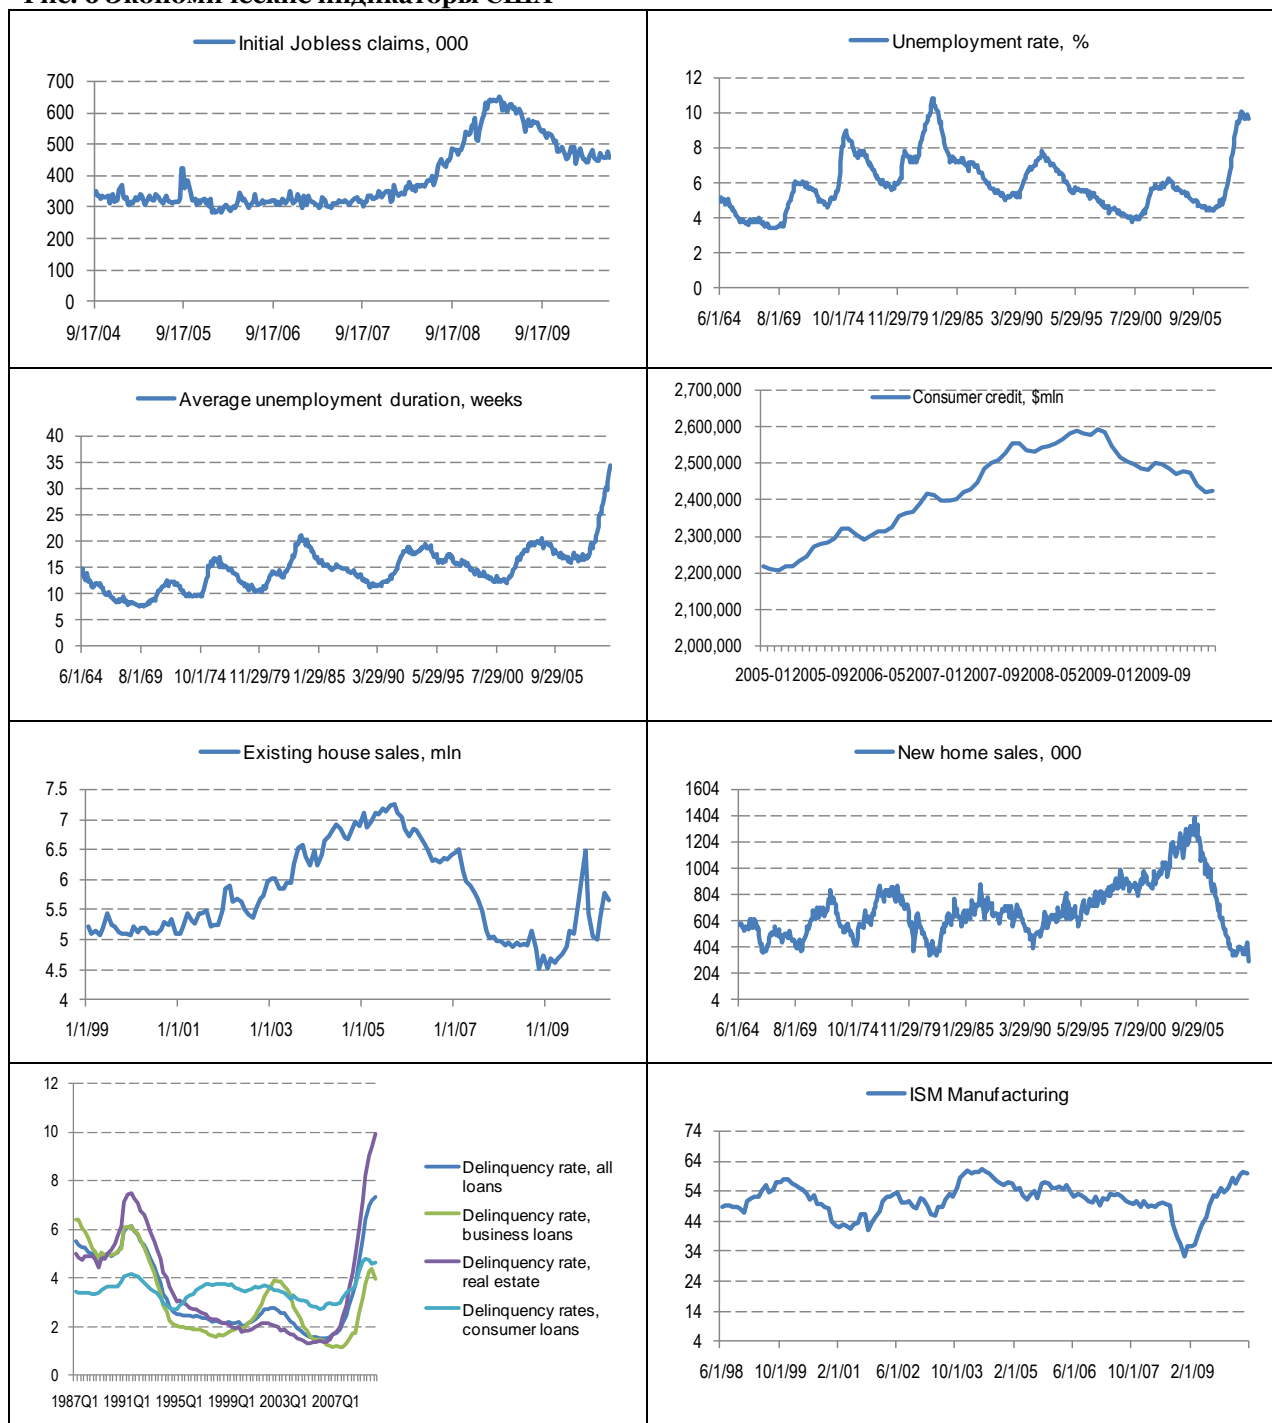 Рис. 6 Экономические индикаторы США
Initial Jobless claims, 000
700
600
500
400
300
200
100
0
9/17/04 9/17/05 9/17/06 9/17/07 9/17/08 9/17/09
Unemployment rate, %
12
10
8
6
4
2
0
6/1/64 8/1/69 10/1/74 11/29/79 1/29/85 3/29/90 5/29/95 7/29/00 9/29/05
Average unemployment duration, weeks
40
35
30
25
20
15
10
5
0
6/1/64 8/1/69 10/1/74 11/29/79 1/29/85 3/29/90 5/29/95 7/29/00 9/29/05
Consumer credit, $mln
2,700,000
2,600,000
2,500,000
2,400,000
2,300,000
2,200,000
2,100,000
2,000,000
2005-01 2005-09 2006-05 2007-01 2007-09 2008-05 2009-01 2009-09
Existing house sales, mln
7.5
7
6.5
6
5.5
5
4.5
4
1/1/99 1/1/01 1/1/03 1/1/05 1/1/07 1/1/09
New home sales, 000
1604
1404
1204
1004
804
604
404
204
4
6/1/64 8/1/69 10/1/74 11/29/79 1/29/85 3/29/90 5/29/95 7/29/00 9/29/05
12
10
8
6
4
2
0
1987Q1 1991Q1 1995Q1 1999Q1 2003Q1 2007Q1
Delinquency rate, all
loans
Delinquency rate,
business loans
Delinquency rate,
real estate
Delinquency rates,
consumer loans
ISM Manufacturing
74
64
54
44
34
24
14
4
6/1/98 10/1/99 2/1/01 6/1/02 10/1/03 2/1/05 6/1/06 10/1/07 2/1/09